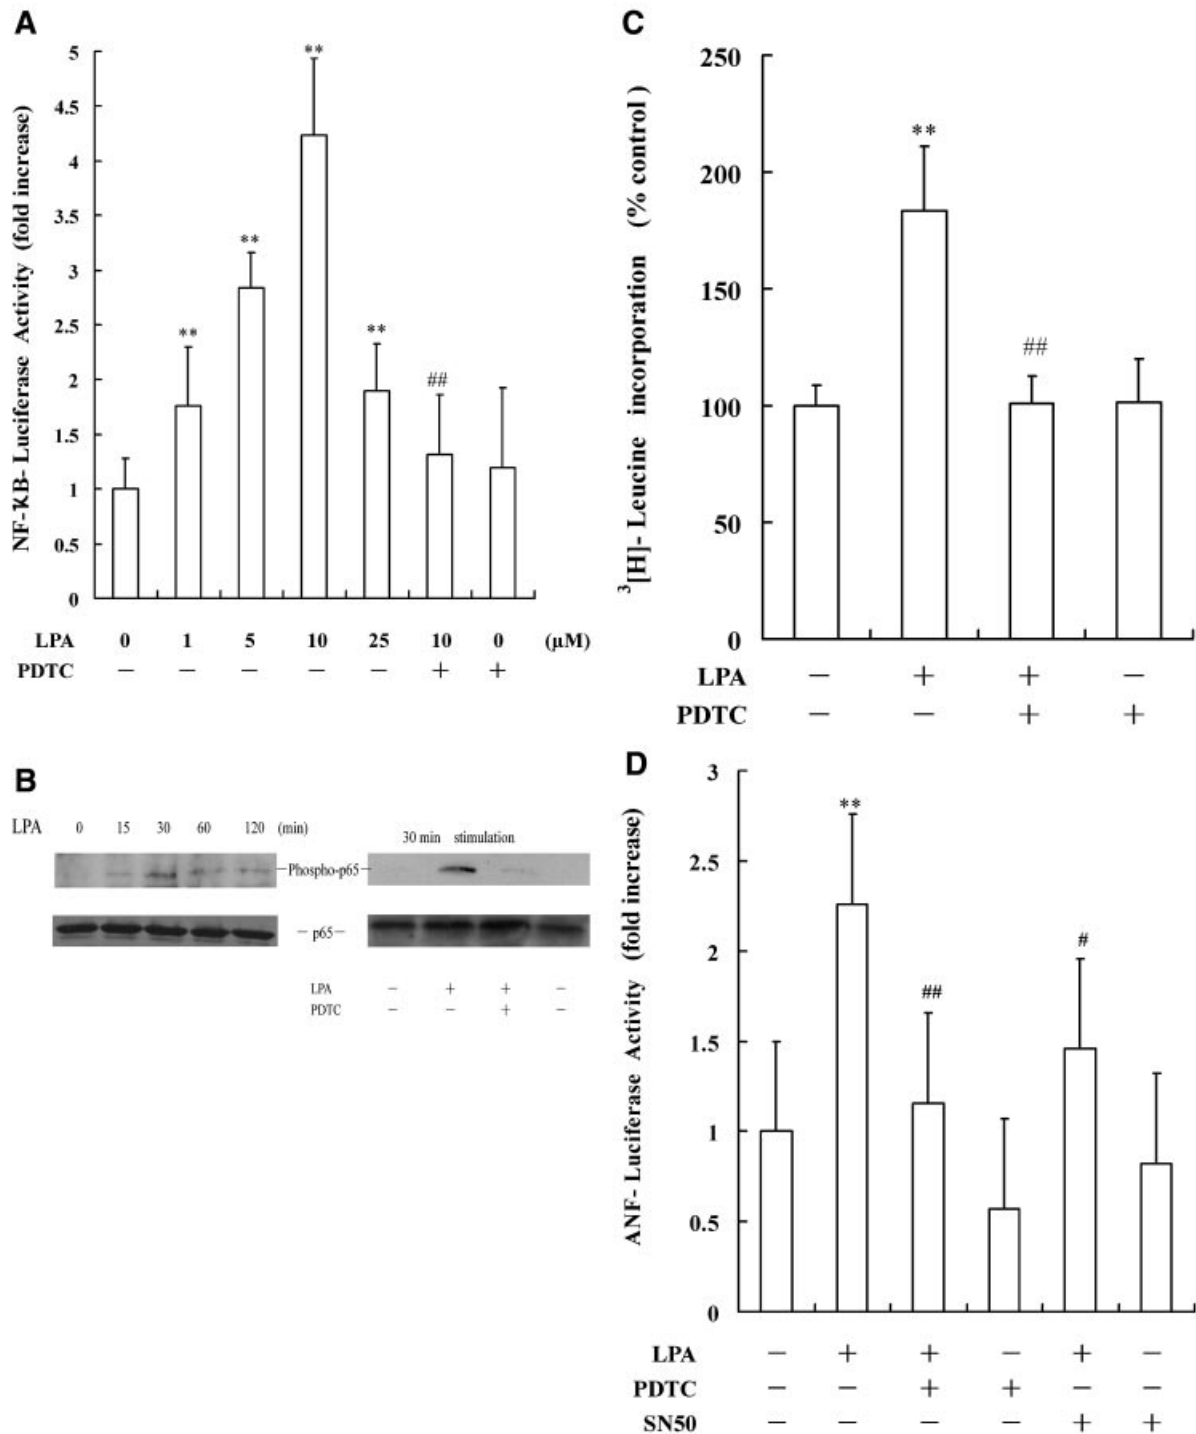 A
NF-κB- Luciferase Activity (fold increase)
5
4.5
4
3.5
3
2.5
2
1.5
1
0.5
0
** ** ** ** ##
LPA 0 1 5 10 25 10 0 (μM)
PDTC − − − − − + +
B
LPA 0 15 30 60 120 (min)
30 min stimulation
Phospho-p65
p65
LPA − + + −
PDTC − − + −
C
³[H]- Leucine incorporation (% control)
250
200
150
100
50
0
** ##
LPA − + + −
PDTC − − + +
D
ANF- Luciferase Activity (fold increase)
3
2.5
2
1.5
1
0.5
0
** ## #
LPA − + + − + −
PDTC − − + + − −
SN50 − − − − + +